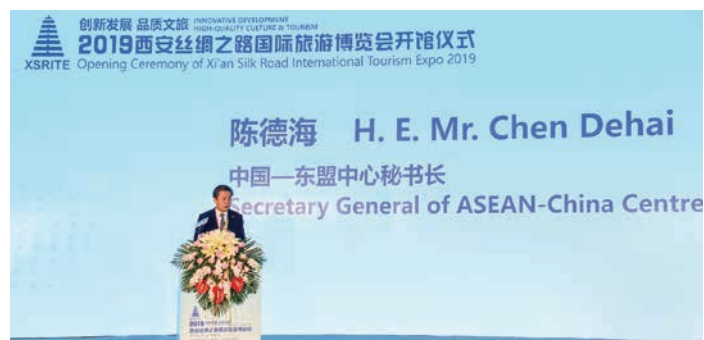 创新发展 品质文旅 INNOVATIVE DEVELOPMENT
HIGH-QUALITY CULTURE & TOURISM
2019西安丝绸之路国际旅游博览会开馆仪式
XSRITE Opening Ceremony of Xi'an Silk Road International Tourism Expo 2019
陈德海 H. E. Mr. Chen Dehai
中国—东盟中心秘书长
Secretary General of ASEAN-China Centre
2019